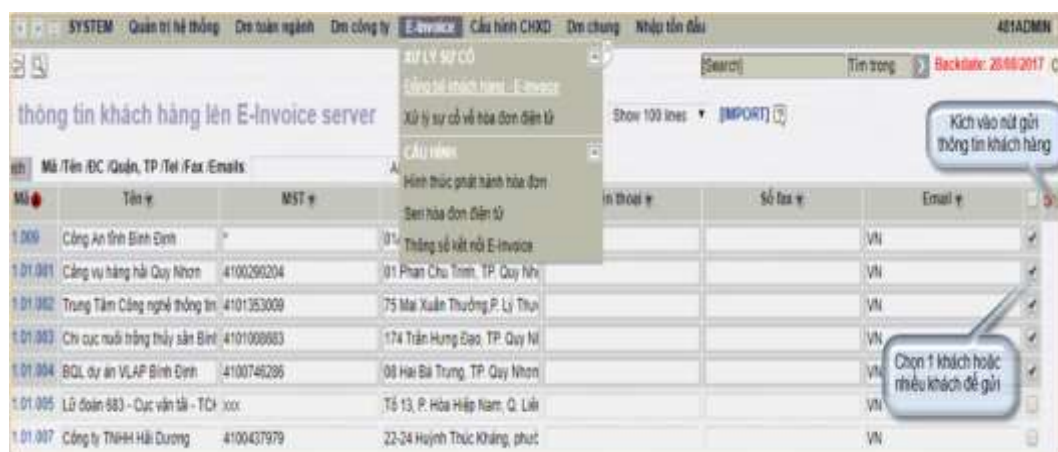 SYSTEM Quản trị hệ thống Dm toàn ngành Dm công ty E-Invoice Cấu hình CHXD Dm chung Nhập tồn đầu 481ADMIN
XỬ LÝ SỰ CỐ
[Search] Tìm trong Backdate: 28/08/2017
Đồng bộ khách hàng - E-Invoice
thông tin khách hàng lên E-Invoice server
Xử lý sự cố về hóa đơn điện tử
Show 100 lines [IMPORT] [?]
Kích vào nút gửi
thông tin khách hàng
CẤU HÌNH
Mã /Tên /ĐC /Quận, TP /Tel /Fax /Emails
Hình thức phát hành hóa đơn
Mã Tên MST n thoại Số fax Email
Seri hóa đơn điện tử
1.009 Công An tỉnh Bình Định * VN
Thông số kết nối E-Invoice
1.01.001 Cảng vụ hàng hải Quy Nhơn 4100290204 01 Phan Chu Trinh, TP. Quy Nh VN
1.01.002 Trung Tâm Công nghệ thông tin 4101353009 75 Mai Xuân Thưởng,P. Lý Thư VN
1.01.003 Chi cục nuôi trồng thủy sản Bình 4101008683 174 Trần Hưng Đạo, TP. Quy N VN
1.01.004 BQL dự án VLAP Bình Định 4100746286 08 Hai Bà Trưng, TP. Quy Nhơn VN
Chọn 1 khách hoặc
nhiều khách để gửi
1.01.005 Lữ đoàn 683 - Cục vân tải - TCH xxx Tổ 13, P. Hòa Hiệp Nam, Q. Liê VN
1.01.007 Công ty TNHH Hải Dương 4100437979 22-24 Huỳnh Thúc Kháng, phườ VN